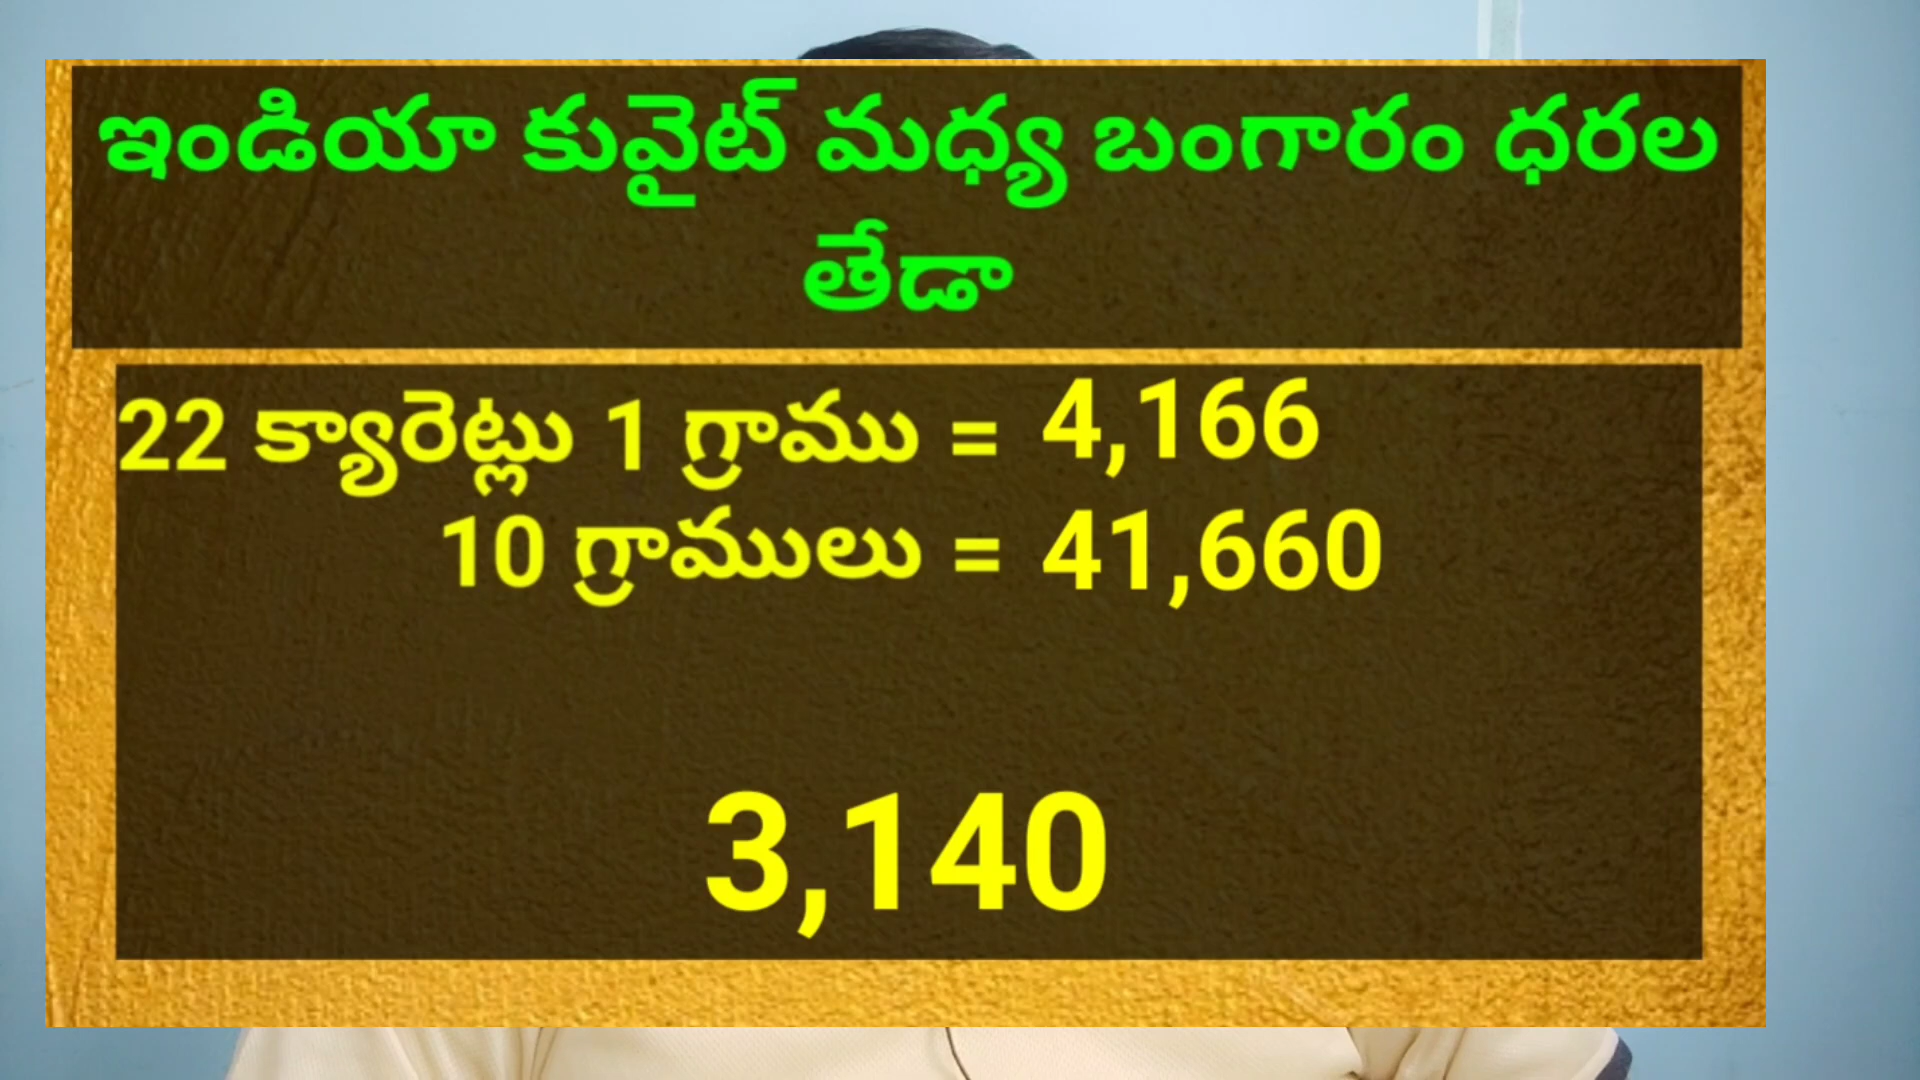 ఇండియా కువైట్ మధ్య బంగారం ధరల
తేడా
22 క్యారెట్లు 1 గ్రాము = 4,166
10 గ్రాములు = 41,660
3,140